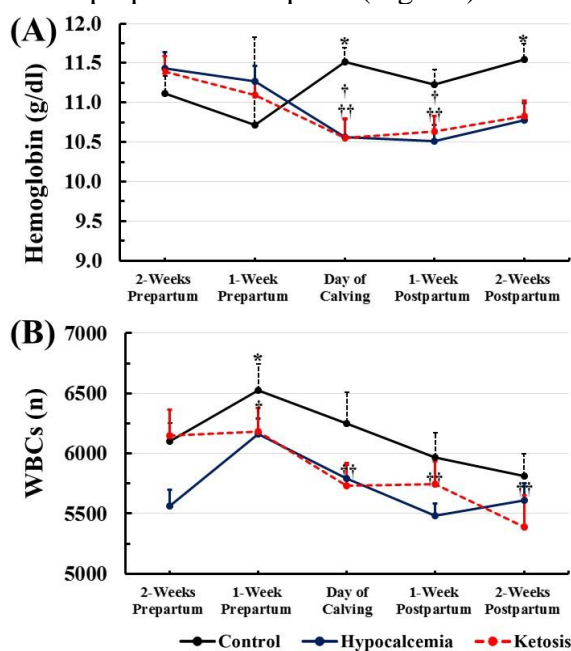 (A)
12.0
11.5
11.0
10.5
10.0
9.5
9.0
Hemoglobin (g/dl)
*
*
†
††
†
††
2-Weeks Prepartum
1-Week Prepartum
Day of Calving
1-Week Postpartum
2-Weeks Postpartum
(B)
7000
6500
6000
5500
5000
WBCs (n)
*
†
††
††
††
2-Weeks Prepartum
1-Week Prepartum
Day of Calving
1-Week Postpartum
2-Weeks Postpartum
Control Hypocalcemia Ketosis